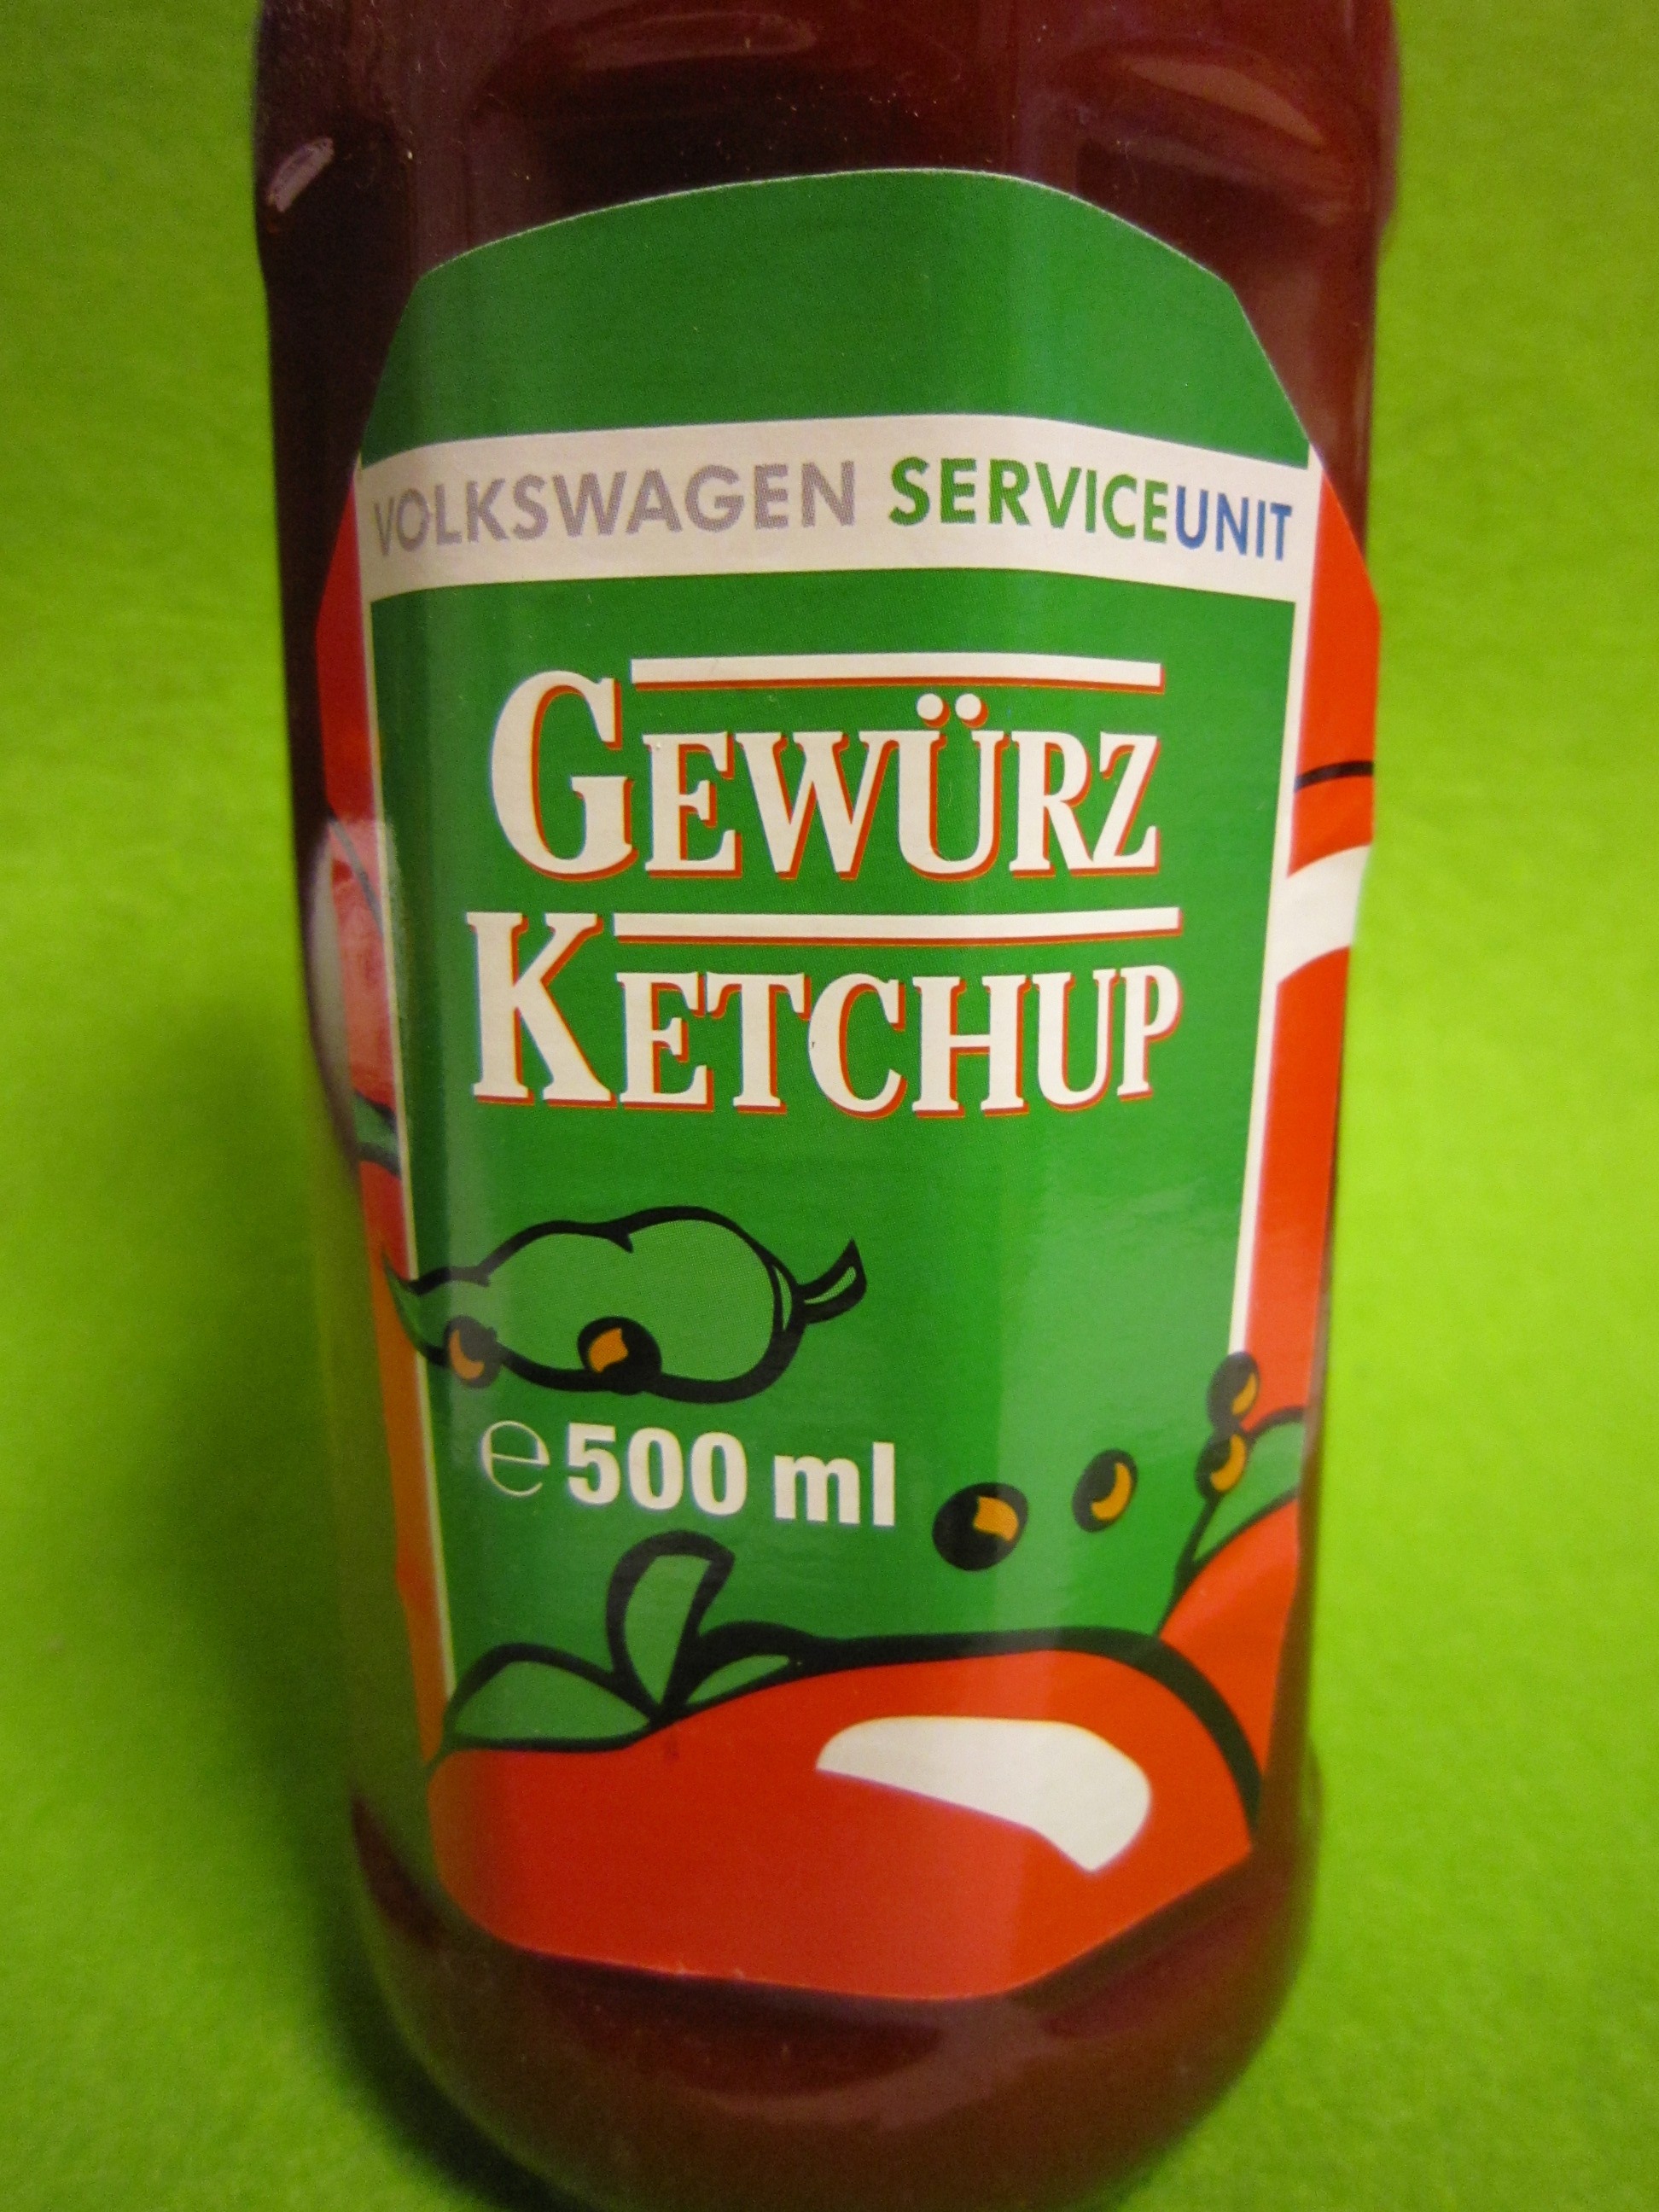 VOLKSWAGEN SERVICEUNIT
GEWÜRZ
KETCHUP
℮ 500 ml